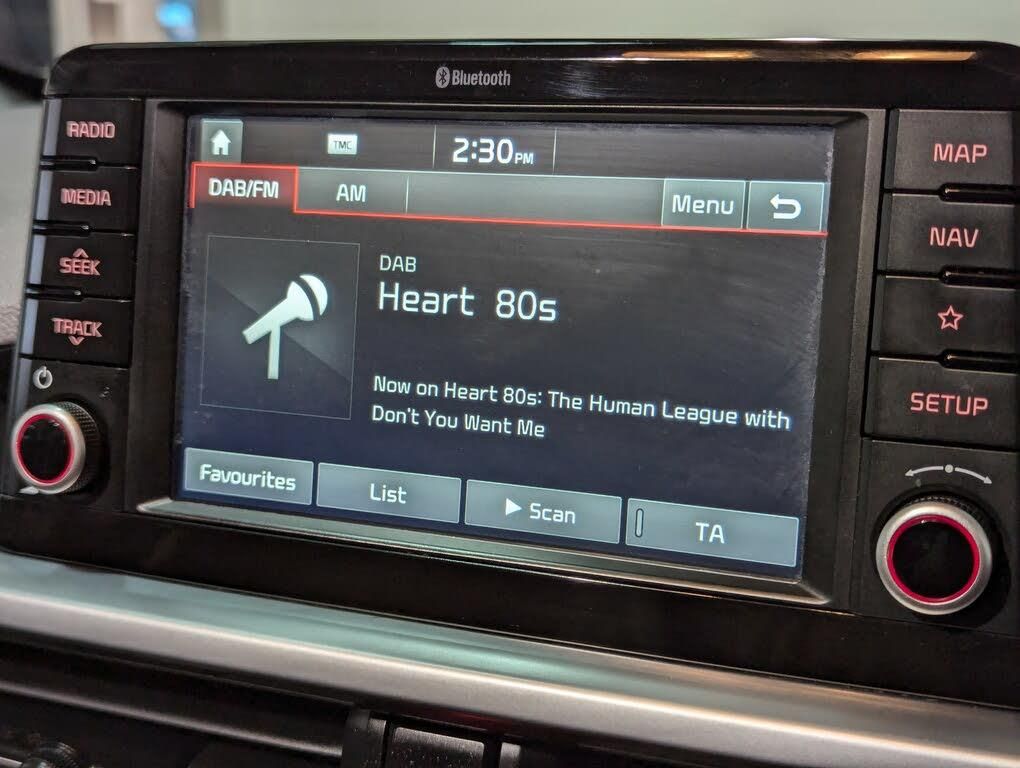 Bluetooth
RADIO
MEDIA
SEEK
TRACK
TMC
2:30PM
DAB/FM
AM
Menu
DAB
Heart 80s
Now on Heart 80s: The Human League with
Don't You Want Me
Favourites
List
Scan
TA
MAP
NAV
SETUP